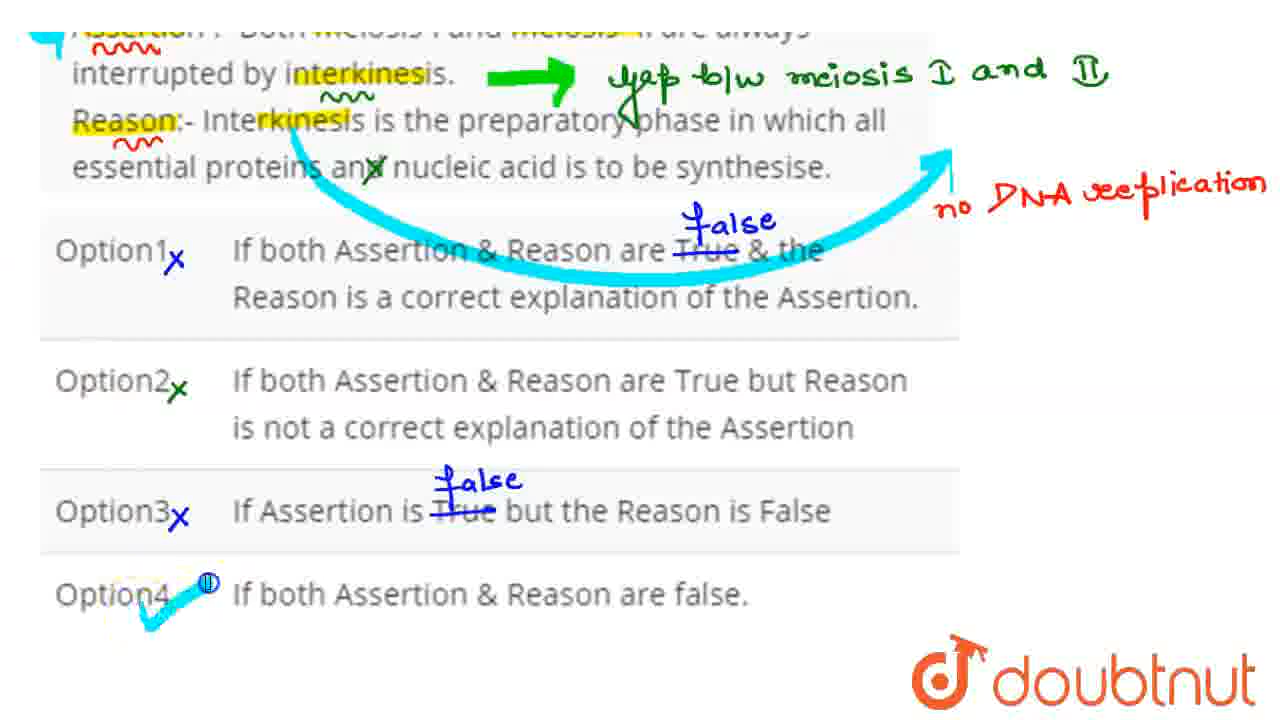 Assertion :- Both meiosis I and meiosis II are always
interrupted by interkinesis. gap b/w meiosis I and II
Reason:- Interkinesis is the preparatory phase in which all
essential proteins and nucleic acid is to be synthesise.
no DNA replication
false
Option1x If both Assertion & Reason are True & the
Reason is a correct explanation of the Assertion.
Option2x If both Assertion & Reason are True but Reason
is not a correct explanation of the Assertion
false
Option3x If Assertion is True but the Reason is False
Option4 If both Assertion & Reason are false.
doubtnut